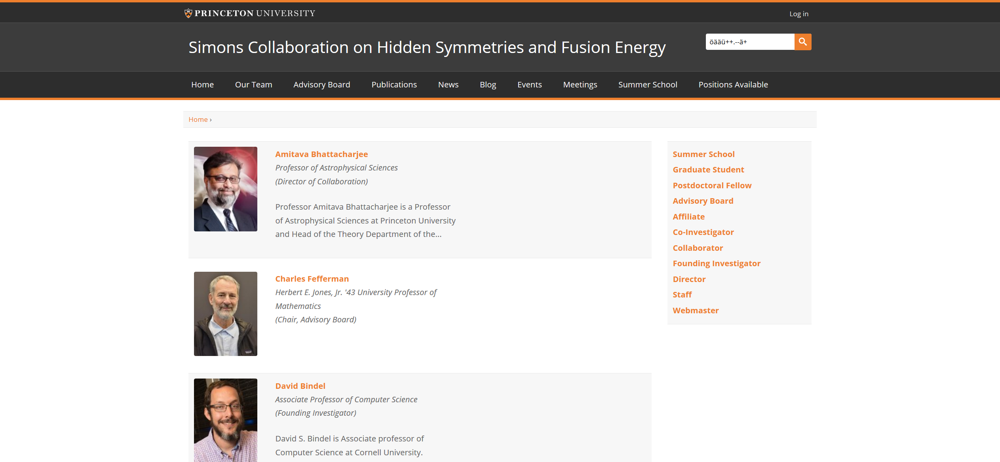 PRINCETON UNIVERSITY
Log in
Simons Collaboration on Hidden Symmetries and Fusion Energy
öääü++.--ä+
Home
Our Team
Advisory Board
Publications
News
Blog
Events
Meetings
Summer School
Positions Available
Home ›
Amitava Bhattacharjee
Professor of Astrophysical Sciences
(Director of Collaboration)
Professor Amitava Bhattacharjee is a Professor
of Astrophysical Sciences at Princeton University
and Head of the Theory Department of the...
Charles Fefferman
Herbert E. Jones, Jr. '43 University Professor of
Mathematics
(Chair, Advisory Board)
David Bindel
Associate Professor of Computer Science
(Founding Investigator)
David S. Bindel is Associate professor of
Computer Science at Cornell University.
Summer School
Graduate Student
Postdoctoral Fellow
Advisory Board
Affiliate
Co-Investigator
Collaborator
Founding Investigator
Director
Staff
Webmaster